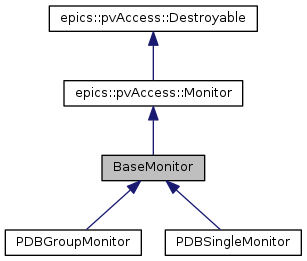 epics::pvAccess::Destroyable
epics::pvAccess::Monitor
BaseMonitor
PDBGroupMonitor
PDBSingleMonitor